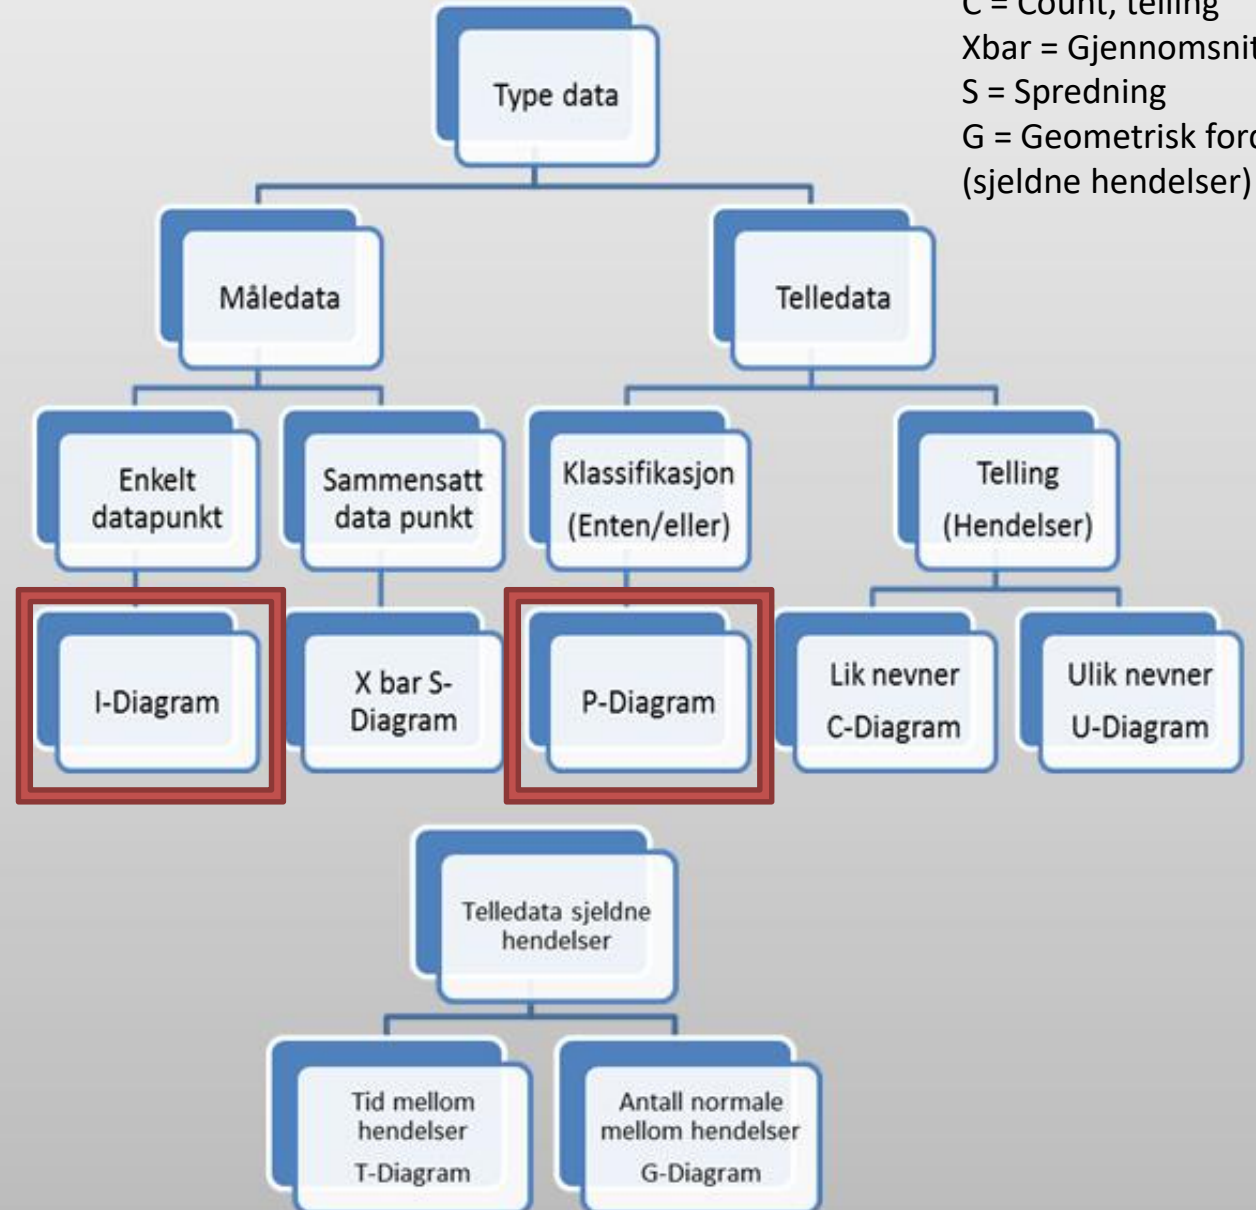 C = Count, telling
Xbar = Gjennomsnit
S = Spredning
G = Geometrisk ford
(sjeldne hendelser)
Type data
Måledata
Telledata
Enkelt
datapunkt
Sammensatt
data punkt
Klassifikasjon
(Enten/eller)
Telling
(Hendelser)
I-Diagram
X bar S-
Diagram
P-Diagram
Lik nevner
C-Diagram
Ulik nevner
U-Diagram
Telledata sjeldne
hendelser
Tid mellom
hendelser
T-Diagram
Antall normale
mellom hendelser
G-Diagram